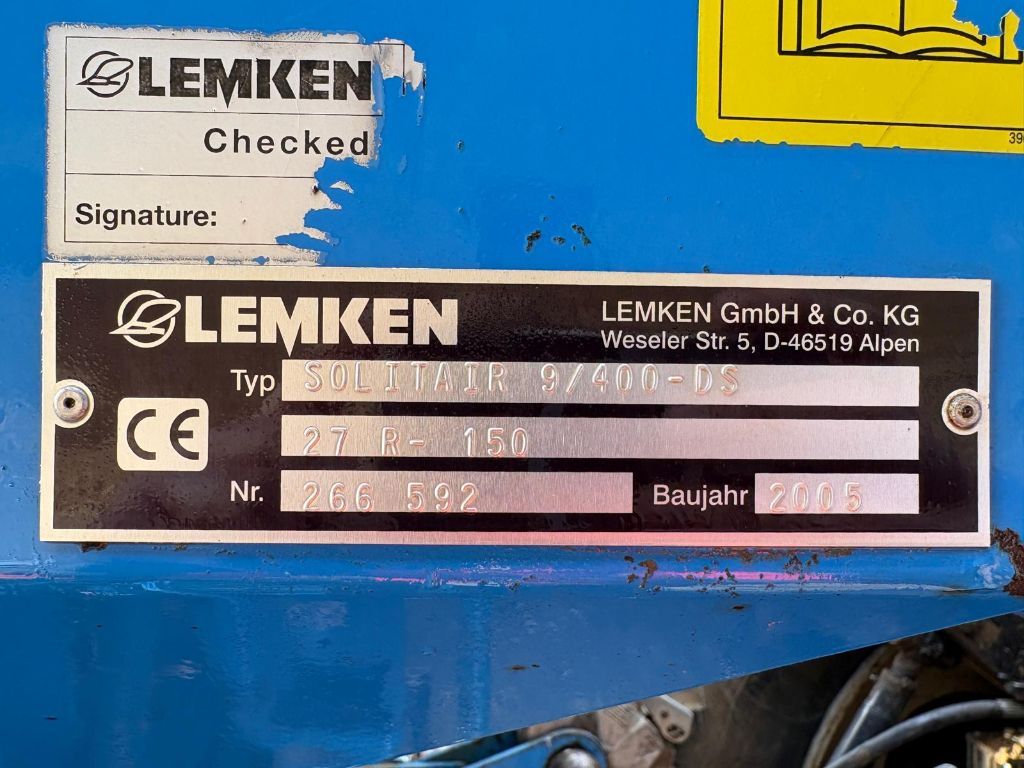 LEMKEN
Checked
Signature:
LEMKEN
LEMKEN GmbH & Co. KG
Weseler Str. 5, D-46519 Alpen
Typ SOLITAIR 9/400-DS
27 R- 150
CE
Nr. 266 592 Baujahr 2005